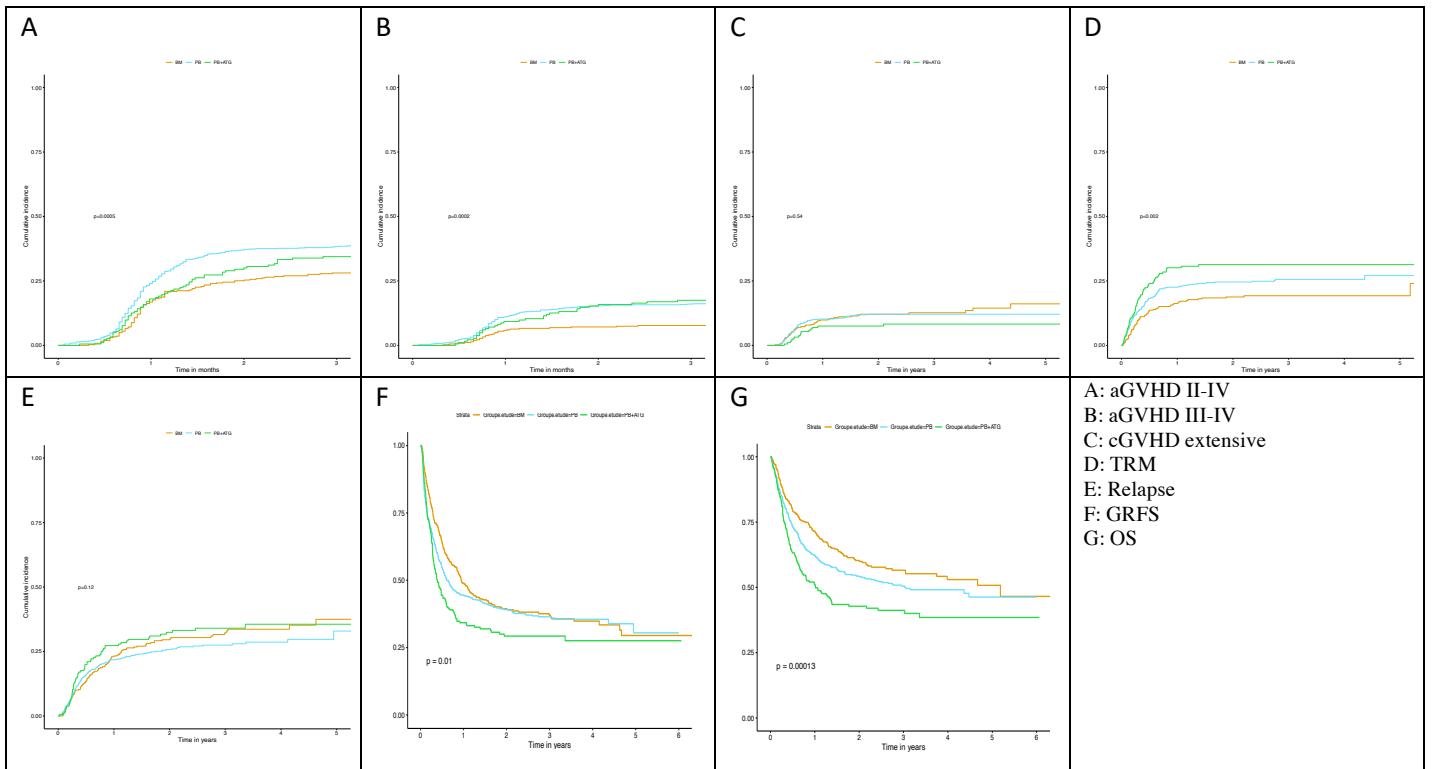 A
BM PB PB+ATG
1.00
0.75
0.50
0.25
0.00
Cumulative incidence
p=0.0005
0 1 2 3
Time in months
B
BM PB PB+ATG
1.00
0.75
0.50
0.25
0.00
Cumulative incidence
p=0.0002
0 1 2 3
Time in months
C
BM PB PB+ATG
1.00
0.75
0.50
0.25
0.00
Cumulative incidence
p=0.54
0 1 2 3 4 5
Time in years
D
BM PB PB+ATG
1.00
0.75
0.50
0.25
0.00
Cumulative incidence
p=0.002
0 1 2 3 4 5
Time in years
E
BM PB PB+ATG
1.00
0.75
0.50
0.25
0.00
Cumulative incidence
p=0.12
0 1 2 3 4 5
Time in years
F
Strata Groupe.etude=BM Groupe.etude=PB Groupe.etude=PB+ATG
1.00
0.75
0.50
0.25
0.00
p = 0.01
0 1 2 3 4 5 6
Time in years
G
Strata Groupe.etude=BM Groupe.etude=PB Groupe.etude=PB+ATG
1.00
0.75
0.50
0.25
0.00
p = 0.00013
0 1 2 3 4 5 6
Time in years
A: aGVHD II-IV
B: aGVHD III-IV
C: cGVHD extensive
D: TRM
E: Relapse
F: GRFS
G: OS